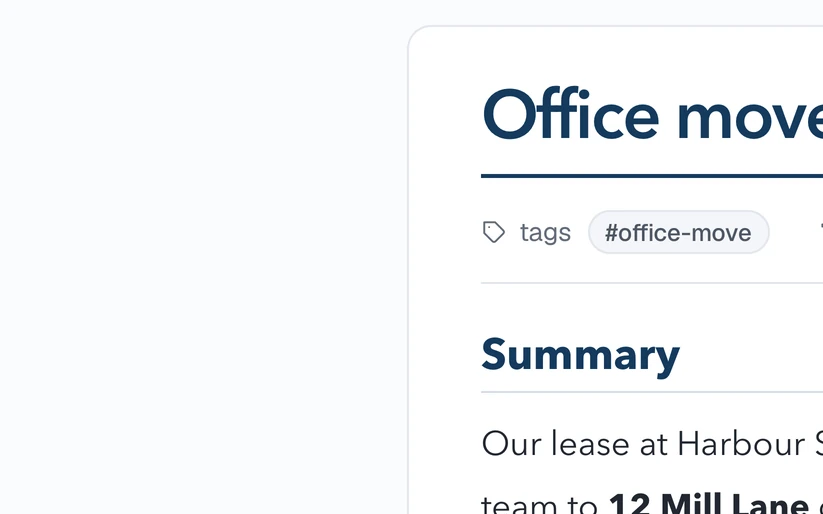 Office move
tags #office-move
Summary
Our lease at Harbour
team to 12 Mill Lane